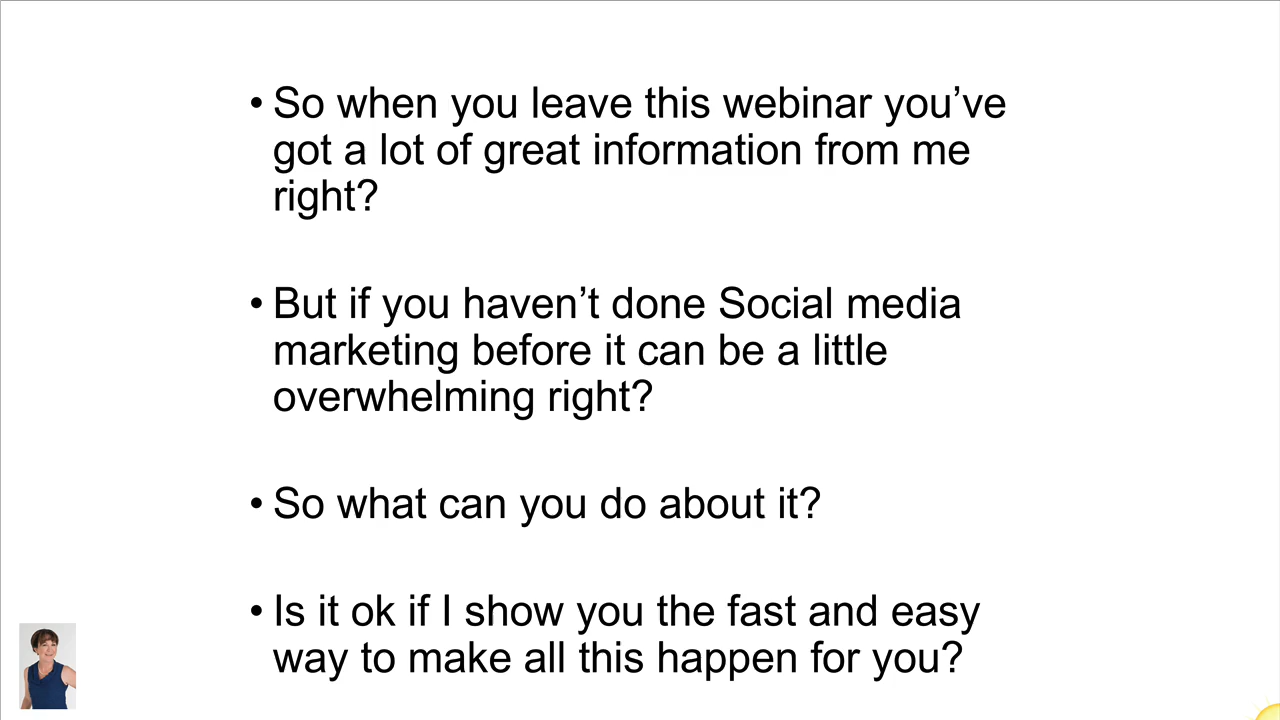 • So when you leave this webinar you’ve
got a lot of great information from me
right?
• But if you haven’t done Social media
marketing before it can be a little
overwhelming right?
• So what can you do about it?
• Is it ok if I show you the fast and easy
way to make all this happen for you?